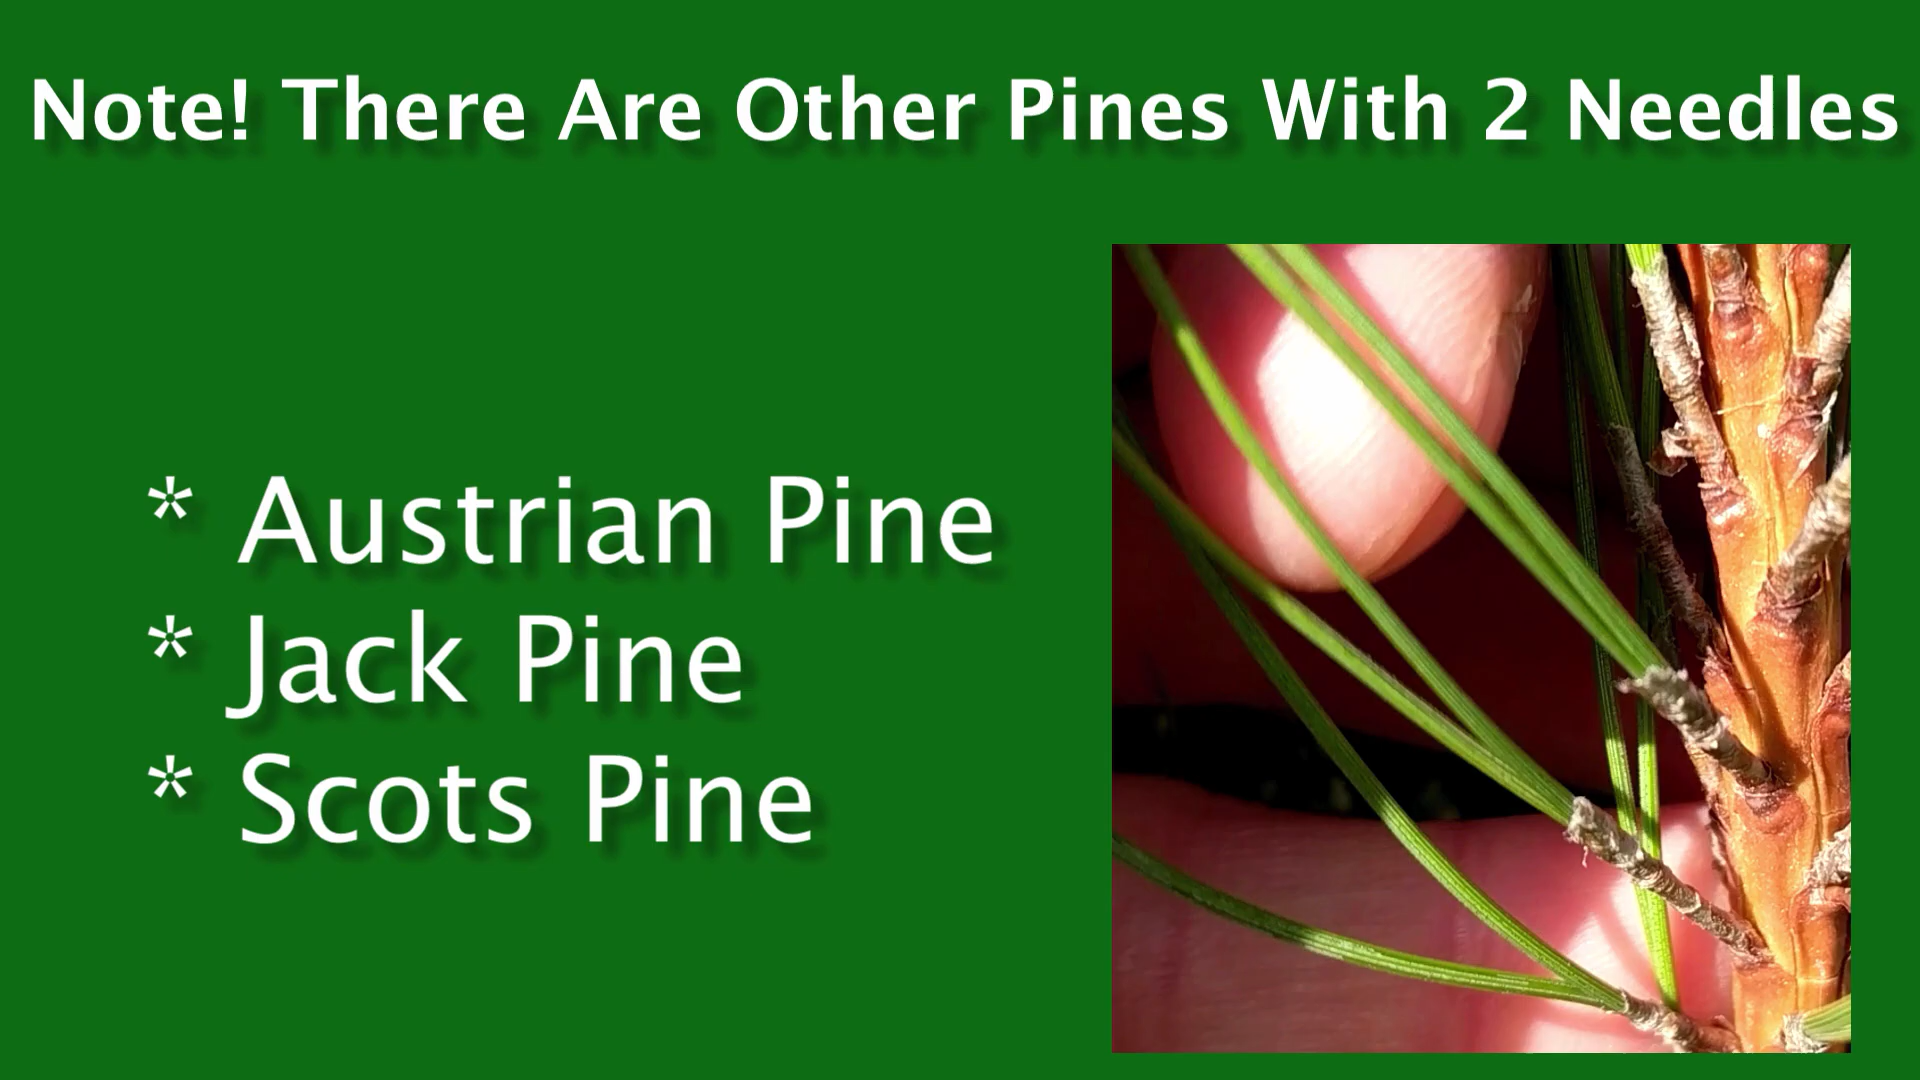 Note! There Are Other Pines With 2 Needles
* Austrian Pine
* Jack Pine
* Scots Pine